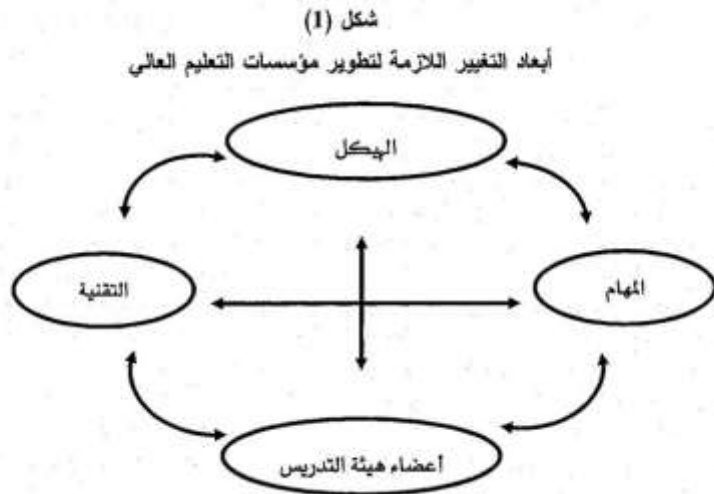 شكل (1)
أبعاد التغيير اللازمة لتطوير مؤسسات التعليم العالي
الهيكل
المهام
التقنية
أعضاء هيئة التدريس